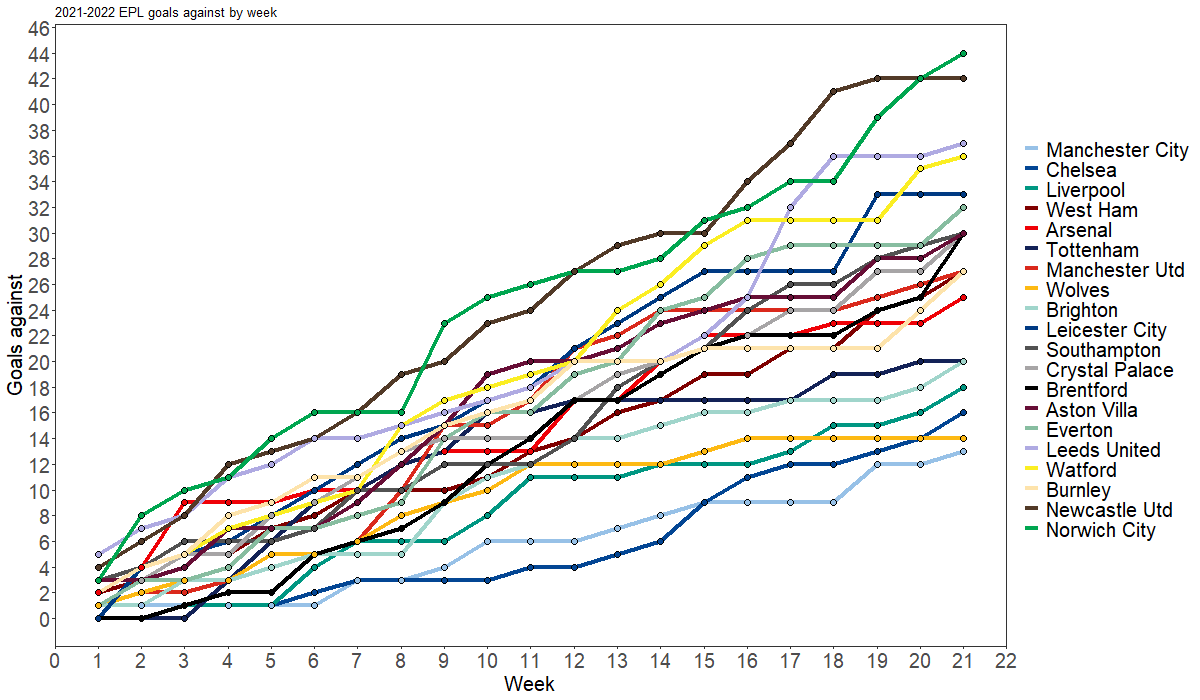 2021-2022 EPL goals against by week
46
44
42
40
38
36
34
32
30
28
26
24
22
20
18
16
14
12
10
8
6
4
2
0
Goals against
0 1 2 3 4 5 6 7 8 9 10 11 12 13 14 15 16 17 18 19 20 21 22
Week
Manchester City
Chelsea
Liverpool
West Ham
Arsenal
Tottenham
Manchester Utd
Wolves
Brighton
Leicester City
Southampton
Crystal Palace
Brentford
Aston Villa
Everton
Leeds United
Watford
Burnley
Newcastle Utd
Norwich City